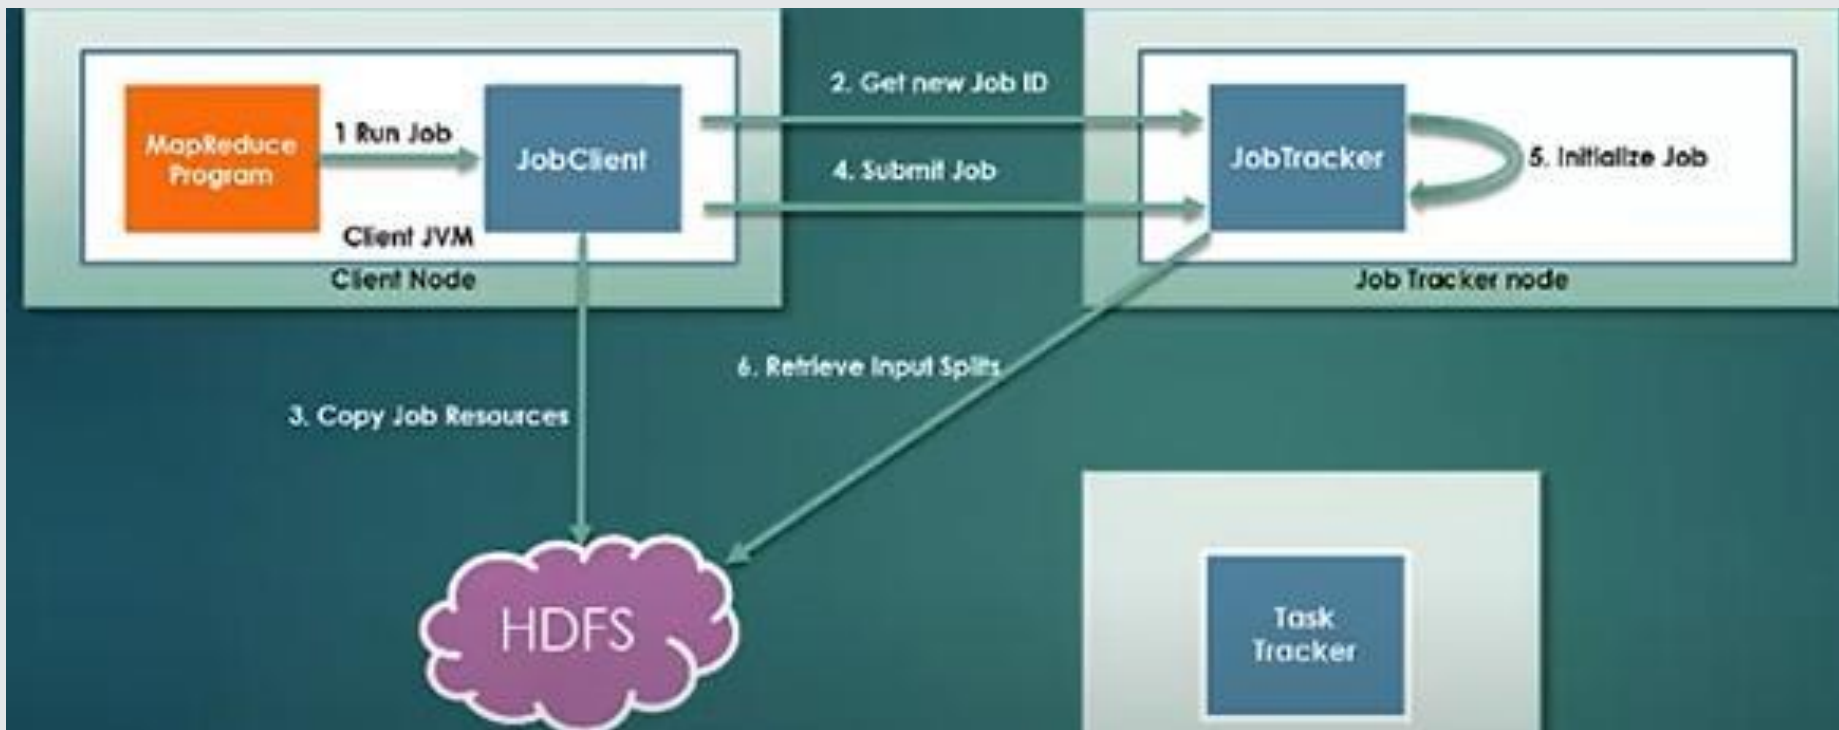 MapReduce
Program
1 Run Job
JobClient
Client JVM
Client Node
2. Get new Job ID
4. Submit Job
JobTracker
5. Initialize Job
Job Tracker node
3. Copy Job Resources
6. Retrieve Input Splits
HDFS
Task
Tracker